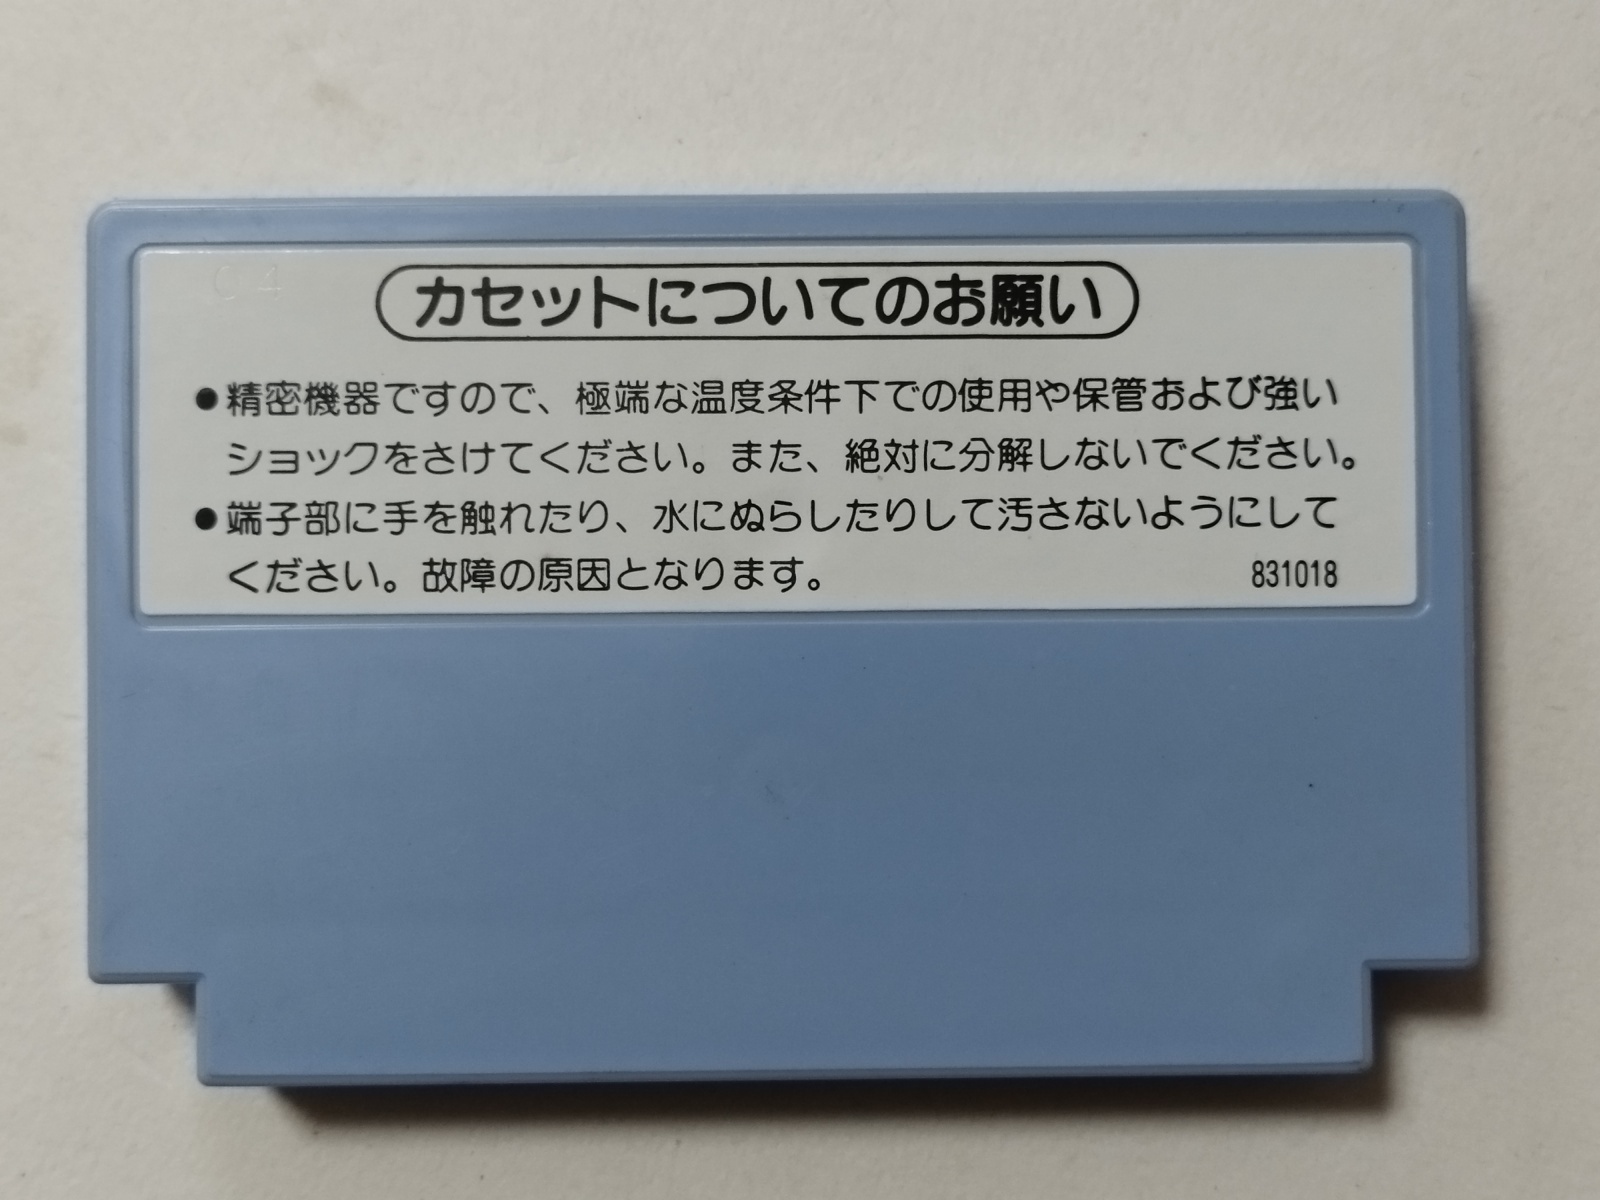 04
カセットについてのお願い
●精密機器ですので、極端な温度条件下での使用や保管および強い
ショックをさけてください。また、絶対に分解しないでください。
●端子部に手を触れたり、水にぬらしたりして汚さないようにして
ください。故障の原因となります。 831018